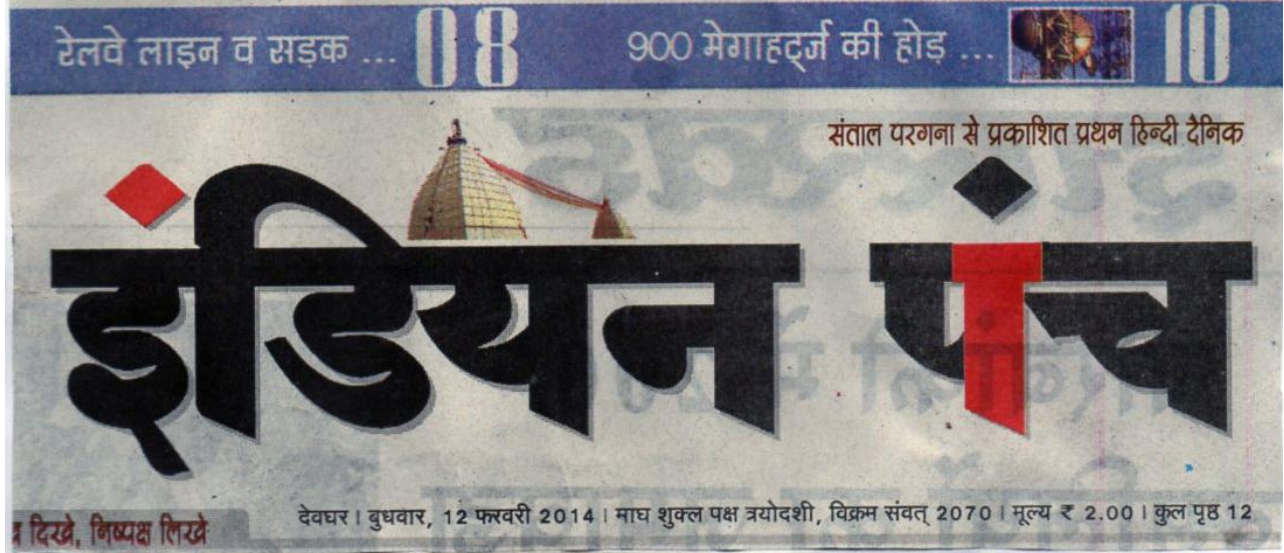 रेलवे लाइन व सड़क ... 08 900 मेगाहर्ट्ज की होड़ ... 10
संताल परगना से प्रकाशित प्रथम हिन्दी दैनिक
इंडियन पंच
दिखे, निष्पक्ष लिखे
देवघर । बुधवार, 12 फरवरी 2014 । माघ शुक्ल पक्ष त्रयोदशी, विक्रम संवत् 2070 । मूल्य ₹ 2.00 । कुल पृष्ठ 12